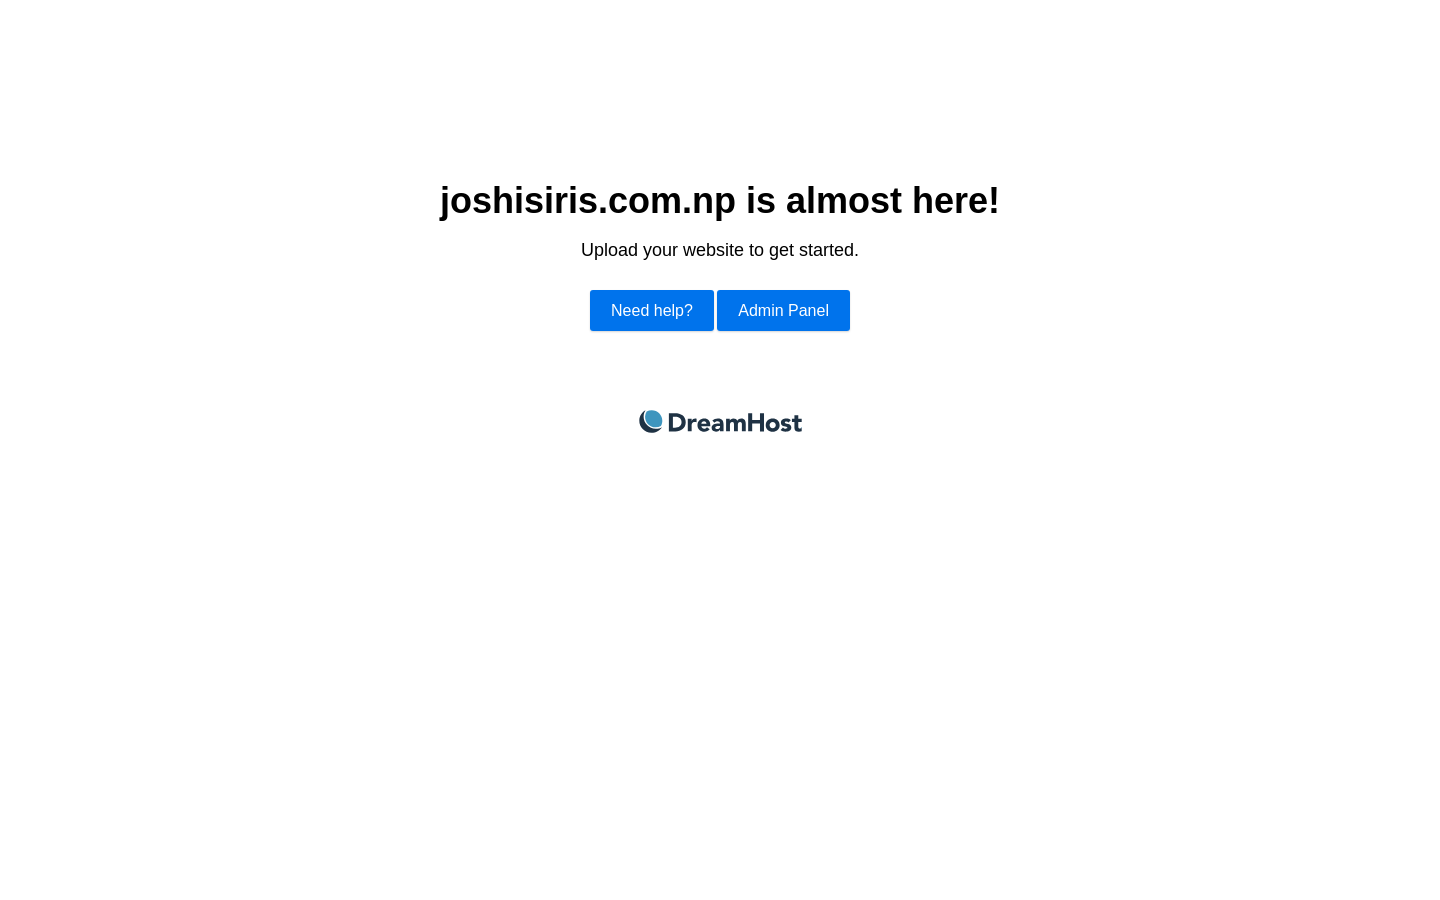 joshisiris.com.np is almost here!
Upload your website to get started.
Need help? Admin Panel
DreamHost